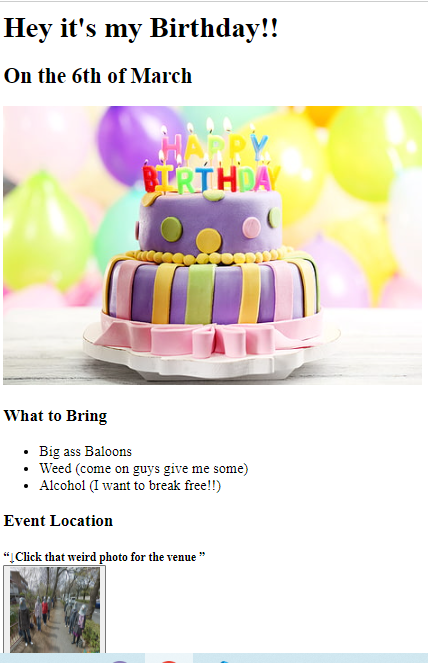 Hey it's my Birthday!!
On the 6th of March
HAPPY
BIRTHDAY
What to Bring
Big ass Baloons
Weed (come on guys give me some)
Alcohol (I want to break free!!)
Event Location
“↓Click that weird photo for the venue ”